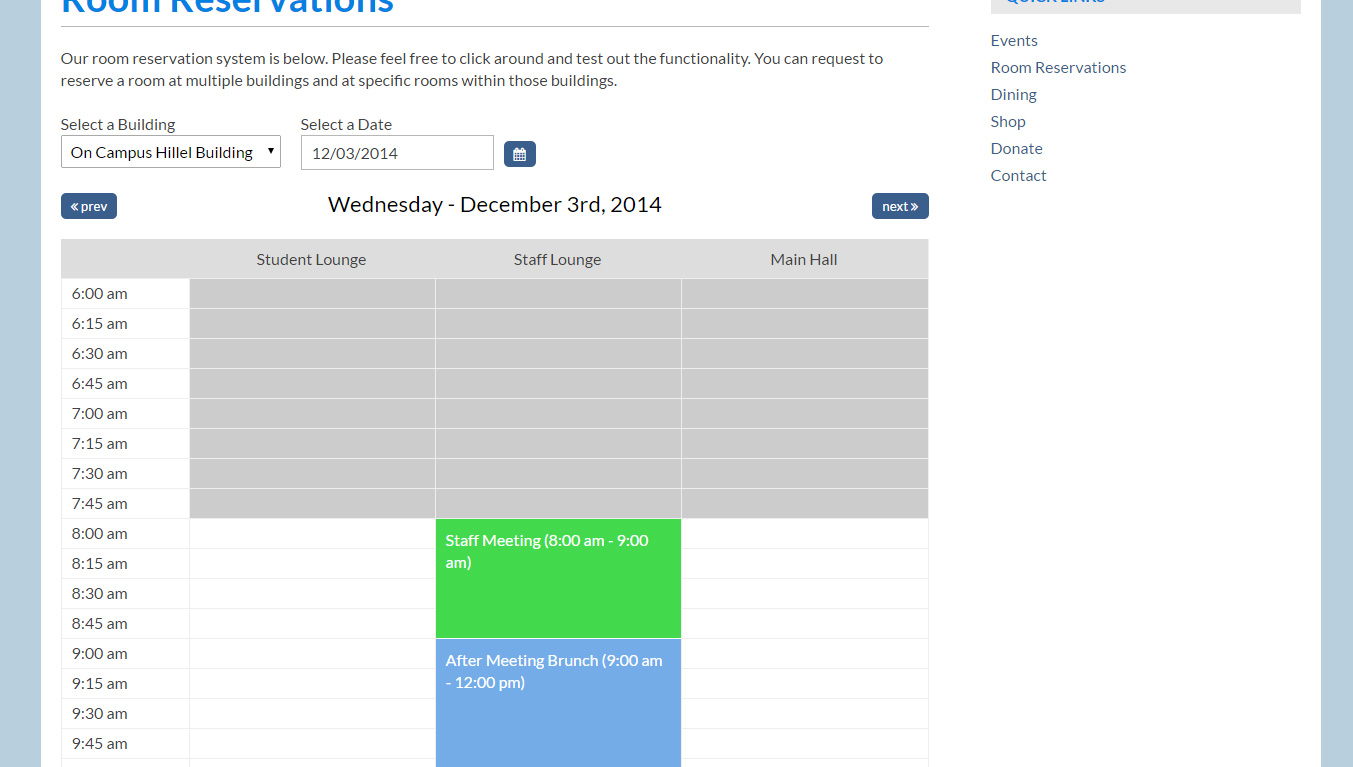 Room Reservations
Our room reservation system is below. Please feel free to click around and test out the functionality. You can request to
reserve a room at multiple buildings and at specific rooms within those buildings.
Select a Building
Select a Date
On Campus Hillel Building
12/03/2014
« prev
Wednesday - December 3rd, 2014
next »
Student Lounge
Staff Lounge
Main Hall
6:00 am
6:15 am
6:30 am
6:45 am
7:00 am
7:15 am
7:30 am
7:45 am
8:00 am
8:15 am
8:30 am
8:45 am
9:00 am
9:15 am
9:30 am
9:45 am
Staff Meeting (8:00 am - 9:00
am)
After Meeting Brunch (9:00 am
- 12:00 pm)
QUICK LINKS
Events
Room Reservations
Dining
Shop
Donate
Contact